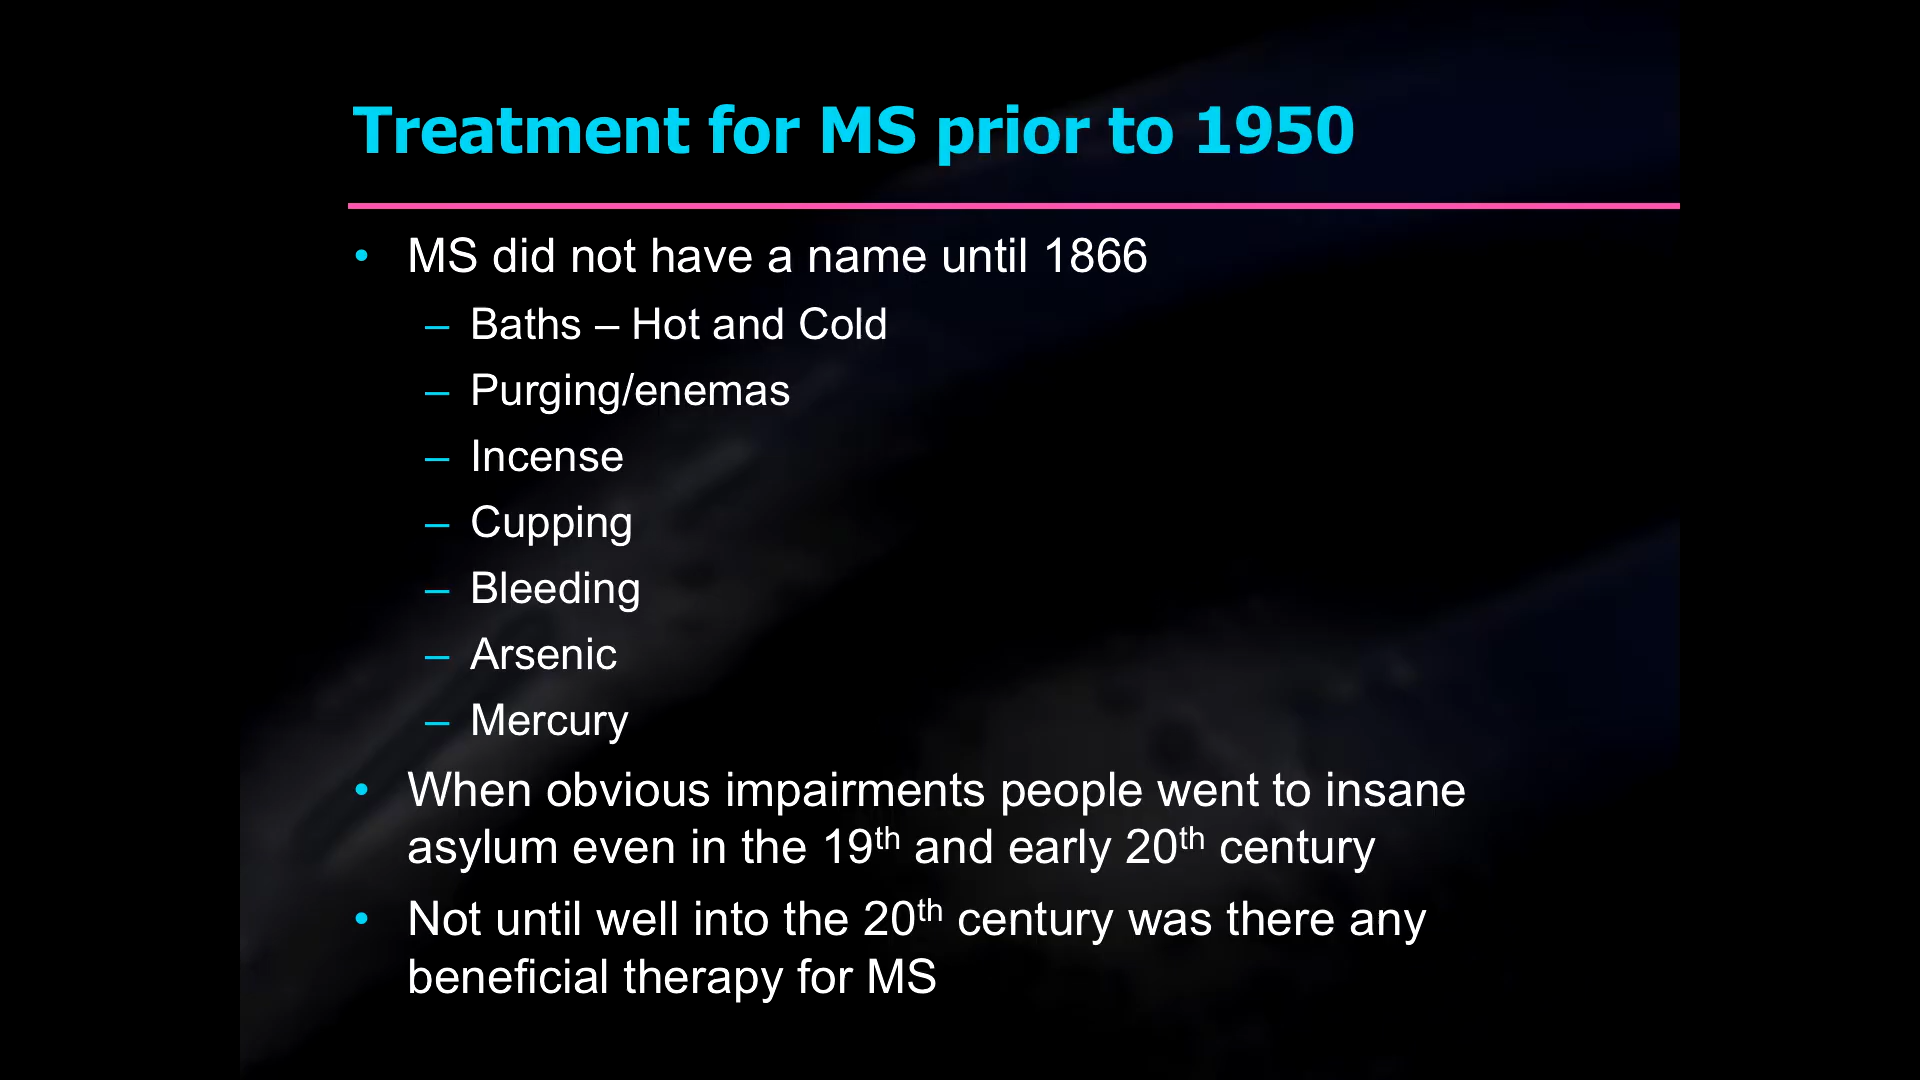 Treatment for MS prior to 1950
• MS did not have a name until 1866
– Baths – Hot and Cold
– Purging/enemas
– Incense
– Cupping
– Bleeding
– Arsenic
– Mercury
• When obvious impairments people went to insane
asylum even in the 19th and early 20th century
• Not until well into the 20th century was there any
beneficial therapy for MS